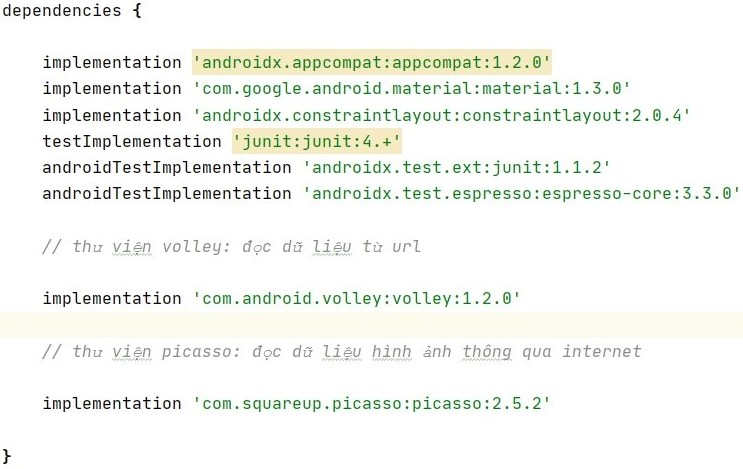 dependencies {
implementation 'androidx.appcompat:appcompat:1.2.0'
implementation 'com.google.android.material:material:1.3.0'
implementation 'androidx.constraintlayout:constraintlayout:2.0.4'
testImplementation 'junit:junit:4.+'
androidTestImplementation 'androidx.test.ext:junit:1.1.2'
androidTestImplementation 'androidx.test.espresso:espresso-core:3.3.0'
// thư viện volley: đọc dữ liệu từ url
implementation 'com.android.volley:volley:1.2.0'
// thư viện picasso: đọc dữ liệu hình ảnh thông qua internet
implementation 'com.squareup.picasso:picasso:2.5.2'
}